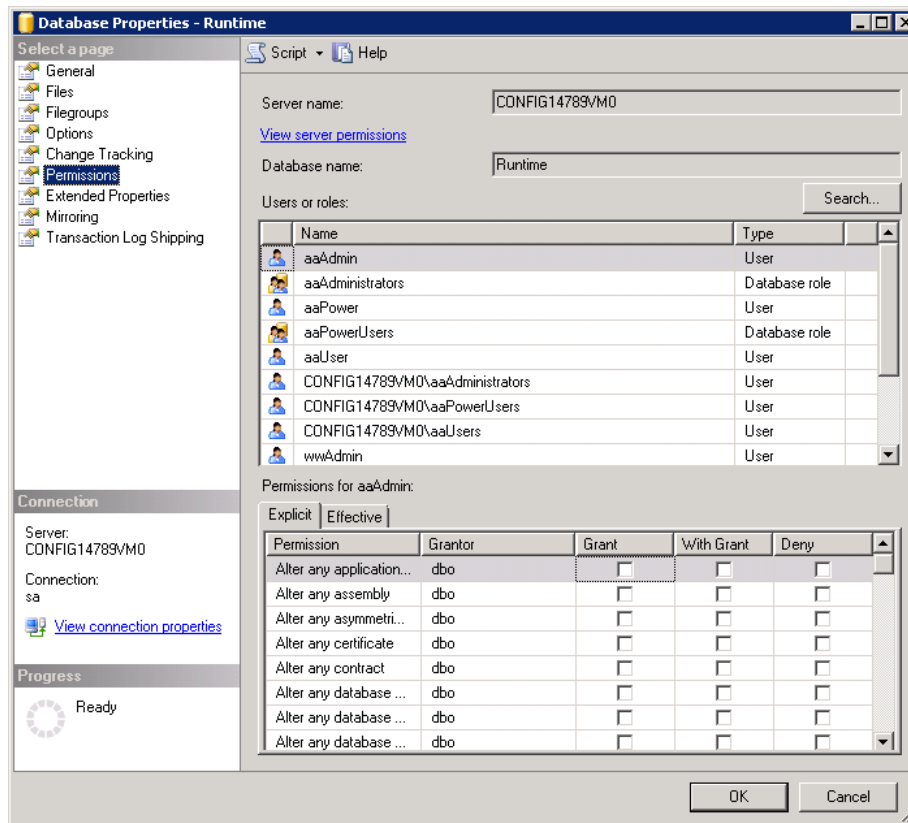 Database Properties - Runtime
Select a page
General
Files
Filegroups
Options
Change Tracking
Permissions
Extended Properties
Mirroring
Transaction Log Shipping
Connection
Server:
CONFIG14789VM0
Connection:
sa
View connection properties
Progress
Ready
Script Help
Server name: CONFIG14789VM0
View server permissions
Database name: Runtime
Users or roles: Search...
Name Type
aaAdmin User
aaAdministrators Database role
aaPower User
aaPowerUsers Database role
aaUser User
CONFIG14789VM0\aaAdministrators User
CONFIG14789VM0\aaPowerUsers User
CONFIG14789VM0\aaUsers User
wwAdmin User
Permissions for aaAdmin:
Explicit Effective
Permission Grantor Grant With Grant Deny
Alter any application... dbo
Alter any assembly dbo
Alter any asymmetri... dbo
Alter any certificate dbo
Alter any contract dbo
Alter any database ... dbo
Alter any database ... dbo
Alter any database ... dbo
OK Cancel